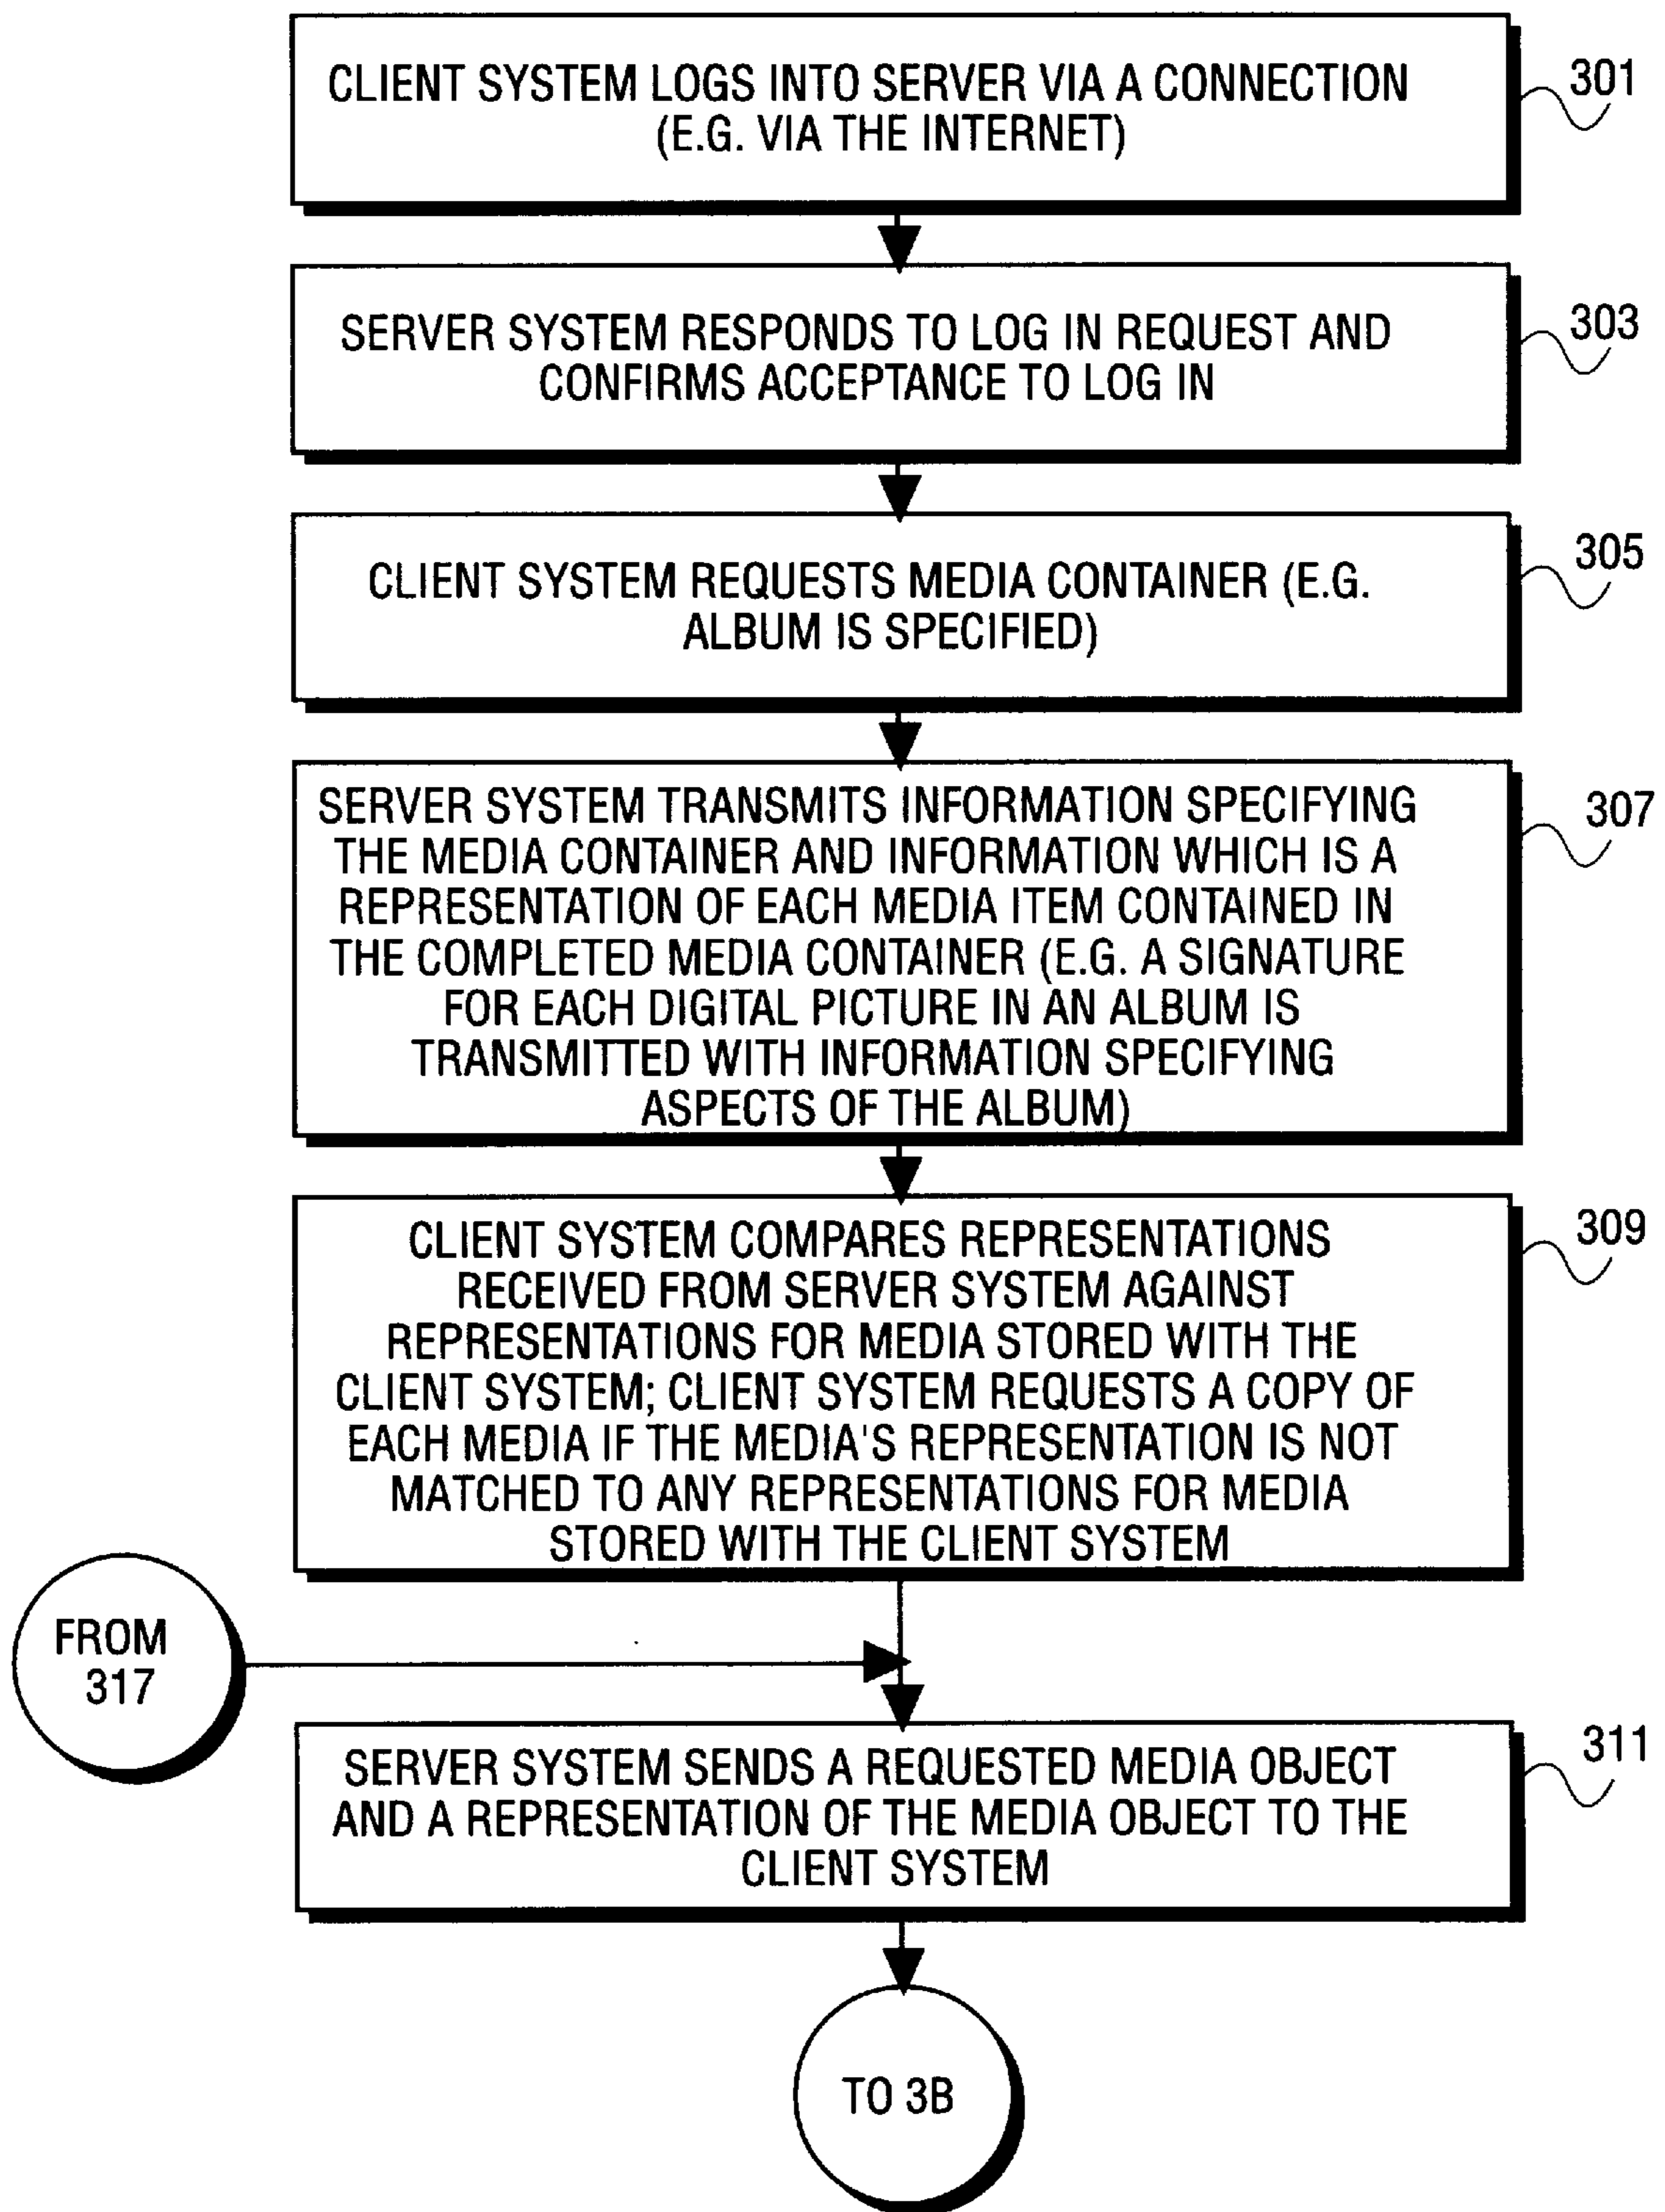 CLIENT SYSTEM LOGS INTO SERVER VIA A CONNECTION
(E.G. VIA THE INTERNET)
301
SERVER SYSTEM RESPONDS TO LOG IN REQUEST AND
CONFIRMS ACCEPTANCE TO LOG IN
303
CLIENT SYSTEM REQUESTS MEDIA CONTAINER (E.G.
ALBUM IS SPECIFIED)
305
SERVER SYSTEM TRANSMITS INFORMATION SPECIFYING
THE MEDIA CONTAINER AND INFORMATION WHICH IS A
REPRESENTATION OF EACH MEDIA ITEM CONTAINED IN
THE COMPLETED MEDIA CONTAINER (E.G. A SIGNATURE
FOR EACH DIGITAL PICTURE IN AN ALBUM IS
TRANSMITTED WITH INFORMATION SPECIFYING
ASPECTS OF THE ALBUM)
307
CLIENT SYSTEM COMPARES REPRESENTATIONS
RECEIVED FROM SERVER SYSTEM AGAINST
REPRESENTATIONS FOR MEDIA STORED WITH THE
CLIENT SYSTEM; CLIENT SYSTEM REQUESTS A COPY OF
EACH MEDIA IF THE MEDIA'S REPRESENTATION IS NOT
MATCHED TO ANY REPRESENTATIONS FOR MEDIA
STORED WITH THE CLIENT SYSTEM
309
FROM
317
SERVER SYSTEM SENDS A REQUESTED MEDIA OBJECT
AND A REPRESENTATION OF THE MEDIA OBJECT TO THE
CLIENT SYSTEM
311
TO 3B